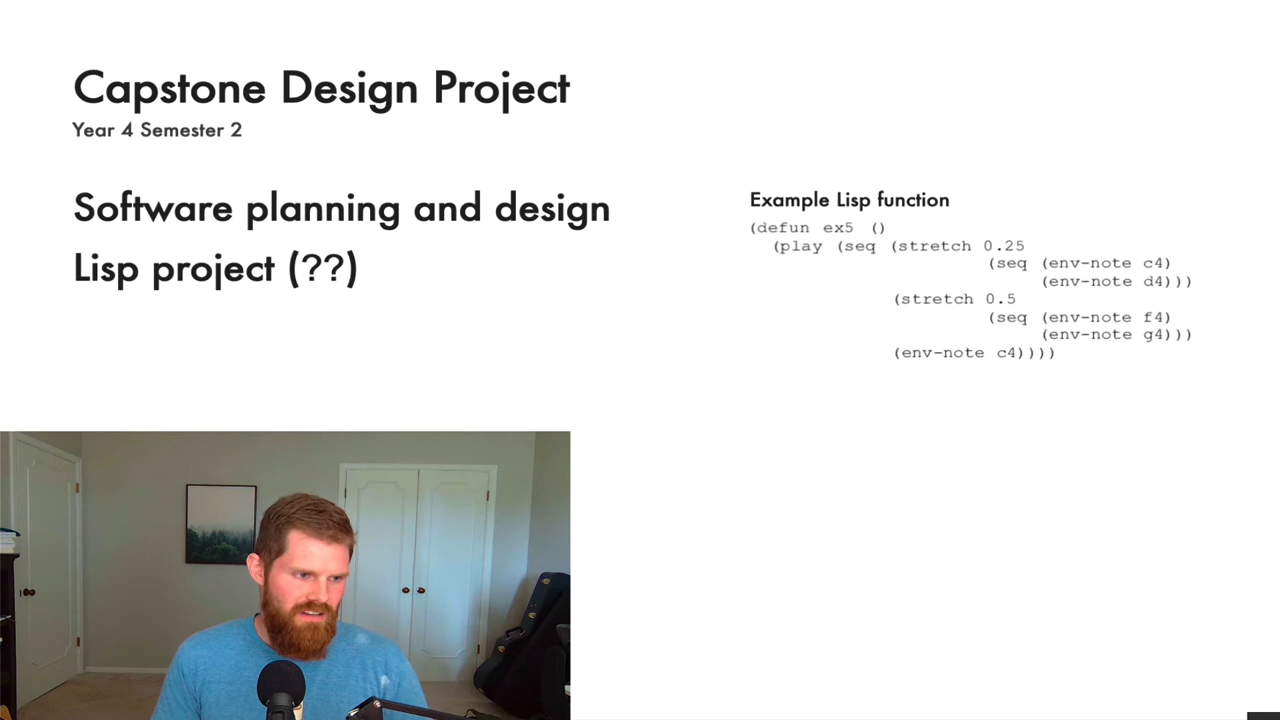 Capstone Design Project
Year 4 Semester 2
Software planning and design
Lisp project (??)
Example Lisp function
(defun ex5 ()
(play (seq (stretch 0.25
(seq (env-note c4)
(env-note d4)))
(stretch 0.5
(seq (env-note f4)
(env-note g4)))
(env-note c4))))